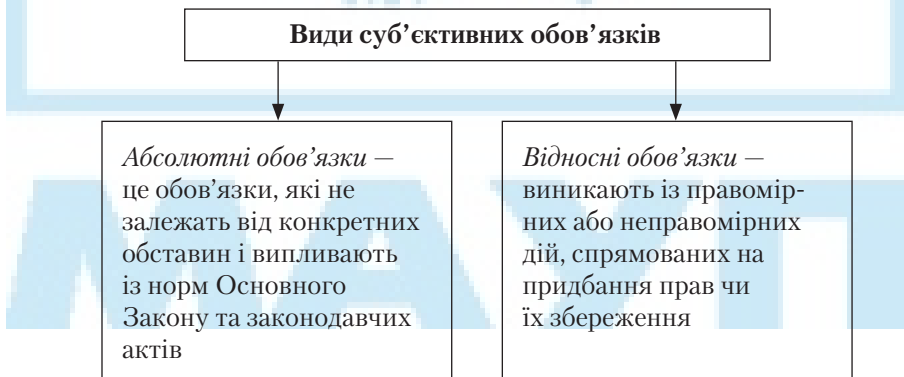 Види суб’єктивних обов’язків
Абсолютні обов’язки —
це обов’язки, які не
залежать від конкретних
обставин і випливають
із норм Основного
Закону та законодавчих
актів
Відносні обов’язки —
виникають із правомір-
них або неправомірних
дій, спрямованих на
придбання прав чи
їх збереження
МАУП